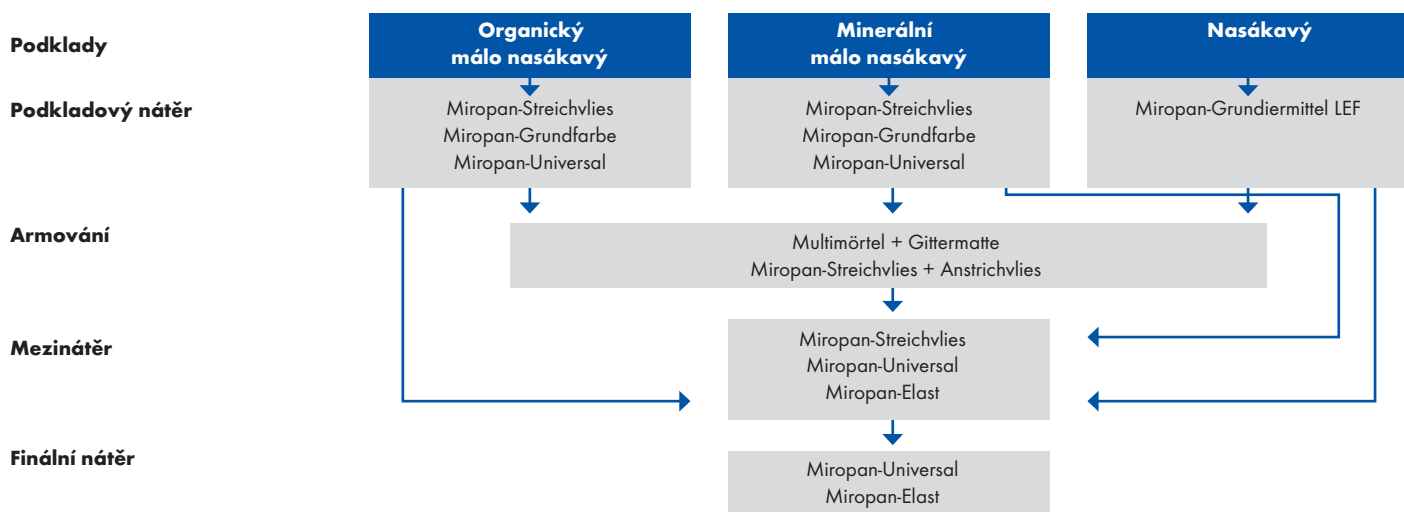 Podklady
Organický
málo nasákavý
Minerální
málo nasákavý
Nasákavý
Podkladový nátěr
Miropan-Streichvlies
Miropan-Grundfarbe
Miropan-Universal
Miropan-Streichvlies
Miropan-Grundfarbe
Miropan-Universal
Miropan-Grundiermittel LEF
Armování
Multimörtel + Gittermatte
Miropan-Streichvlies + Anstrichvlies
Mezinátěr
Miropan-Streichvlies
Miropan-Universal
Miropan-Elast
Finální nátěr
Miropan-Universal
Miropan-Elast